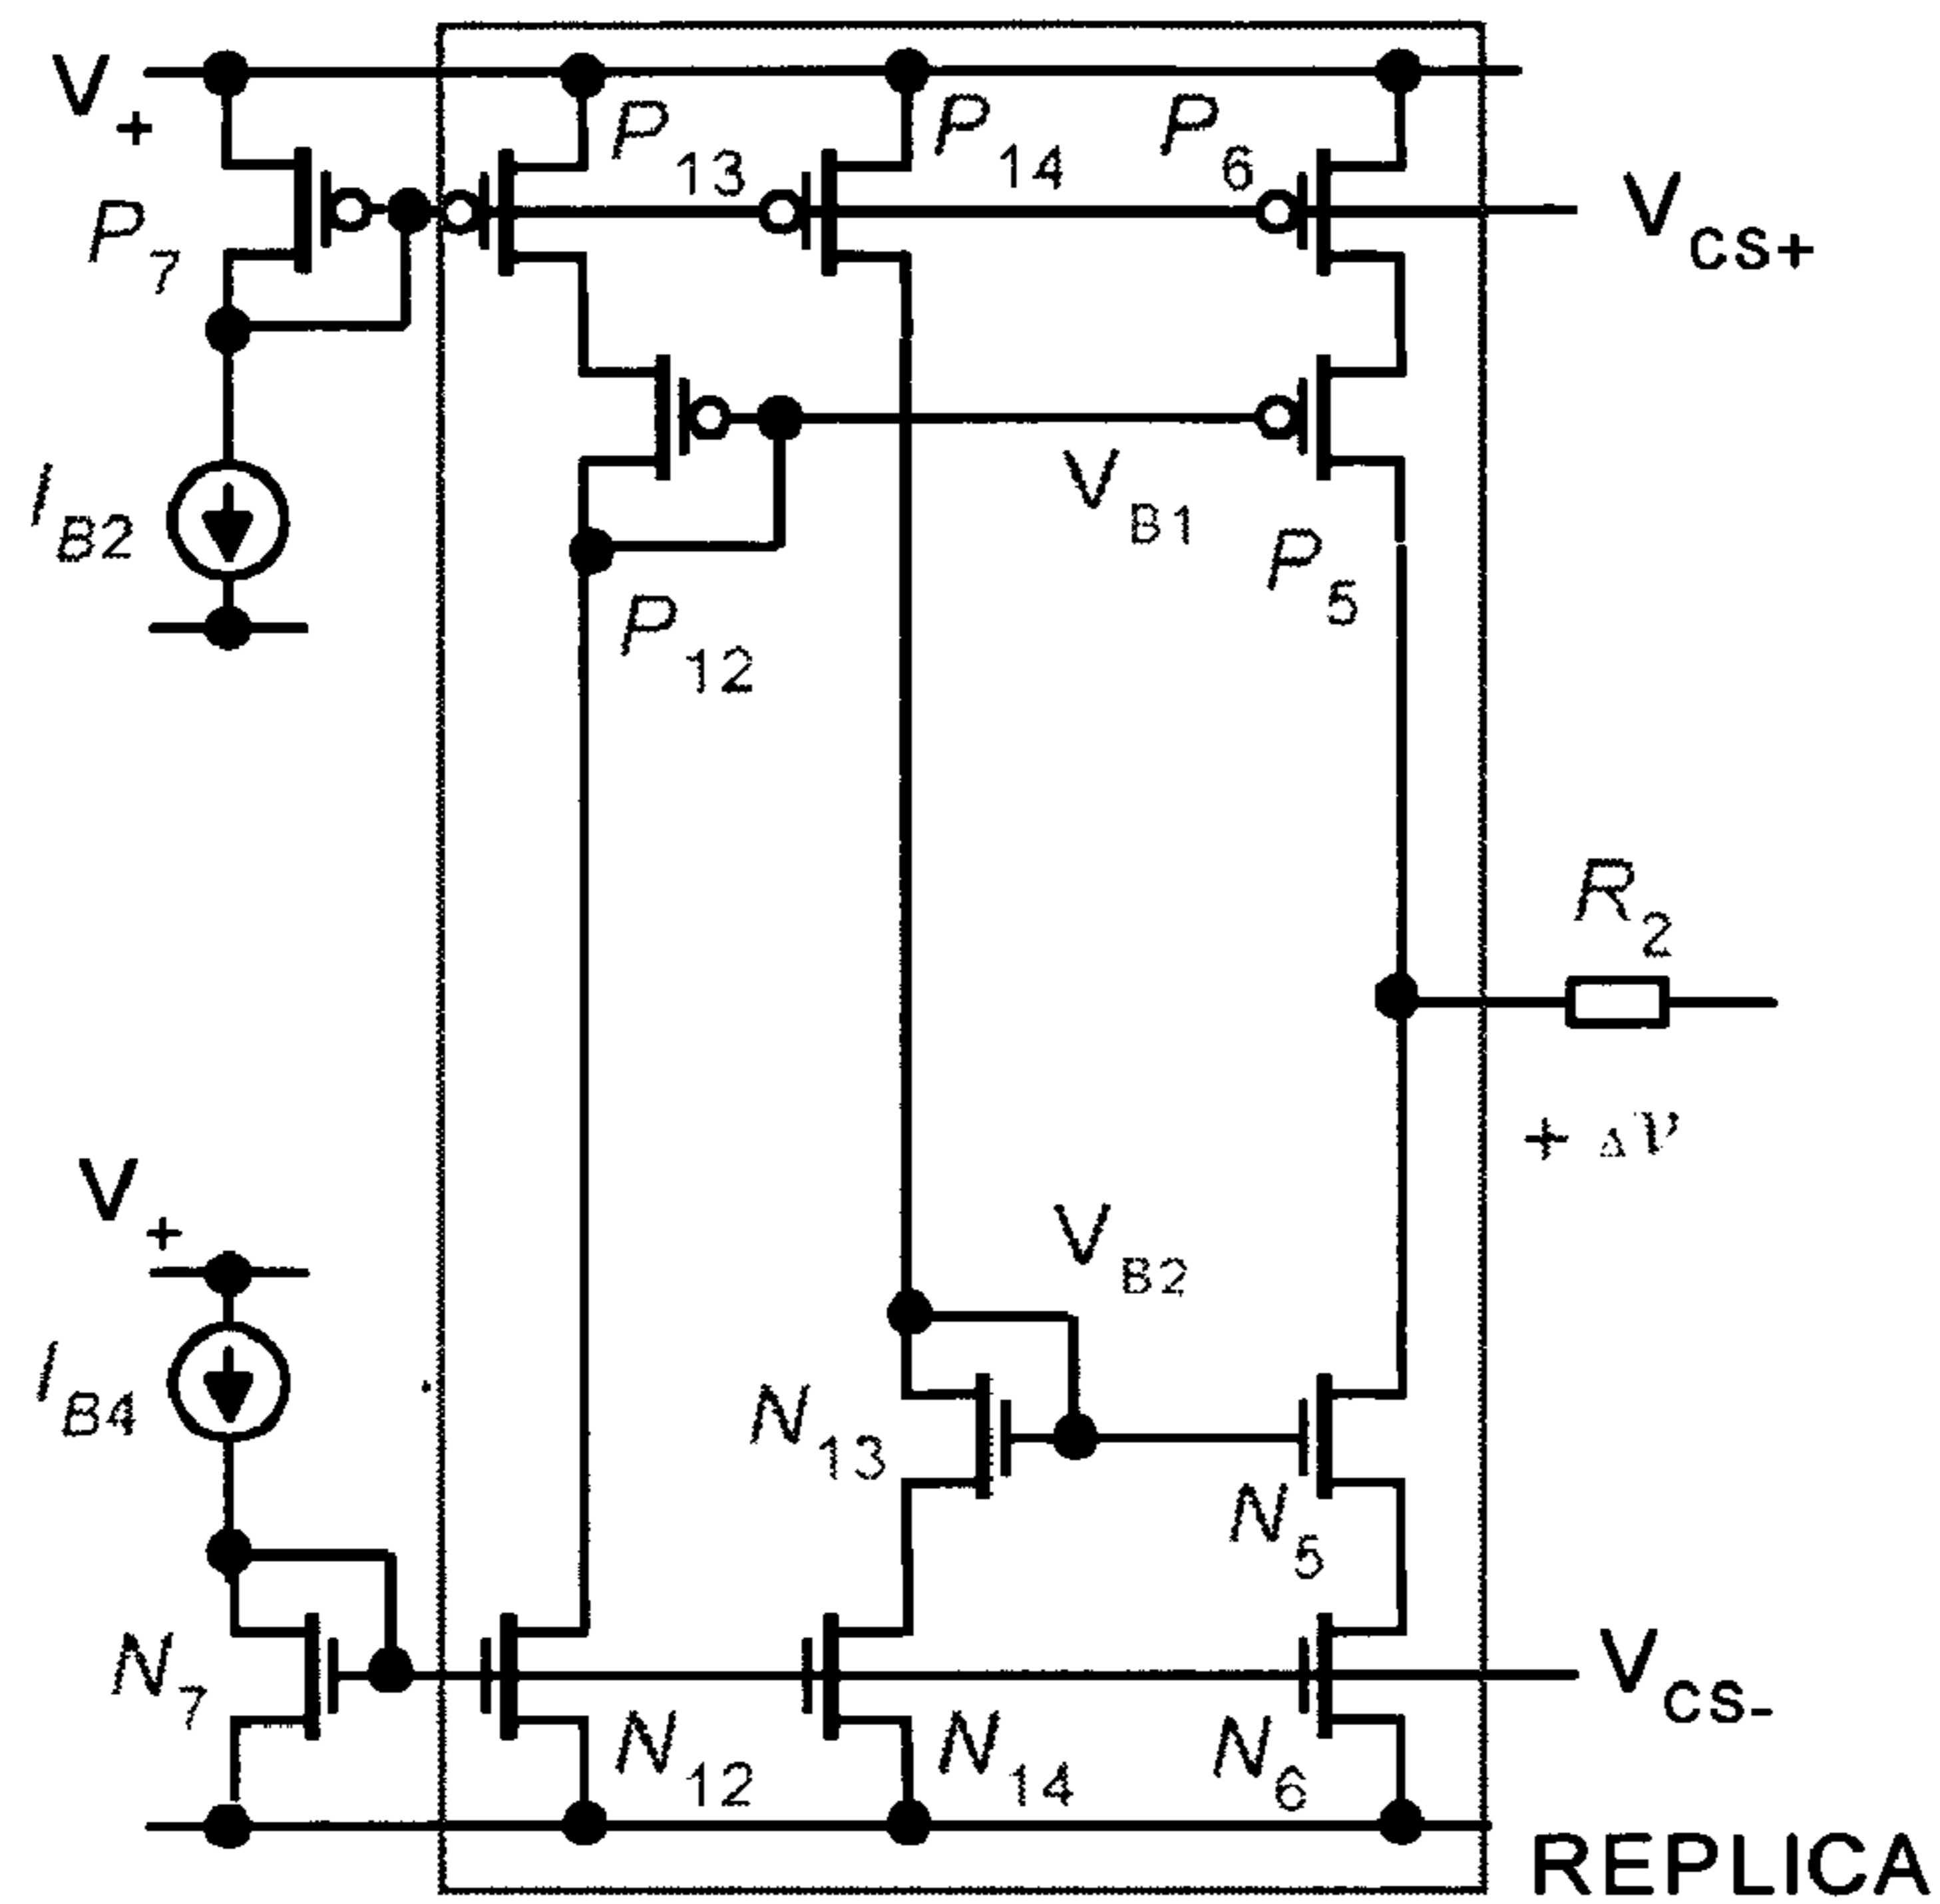 V+
P13
P14
P6
VCS+
P7
IB2
VB1
P5
P12
R2
+ ΔV
V+
VB2
IB4
N13
N5
N7
VCS-
N12
N14
N6
REPLICA